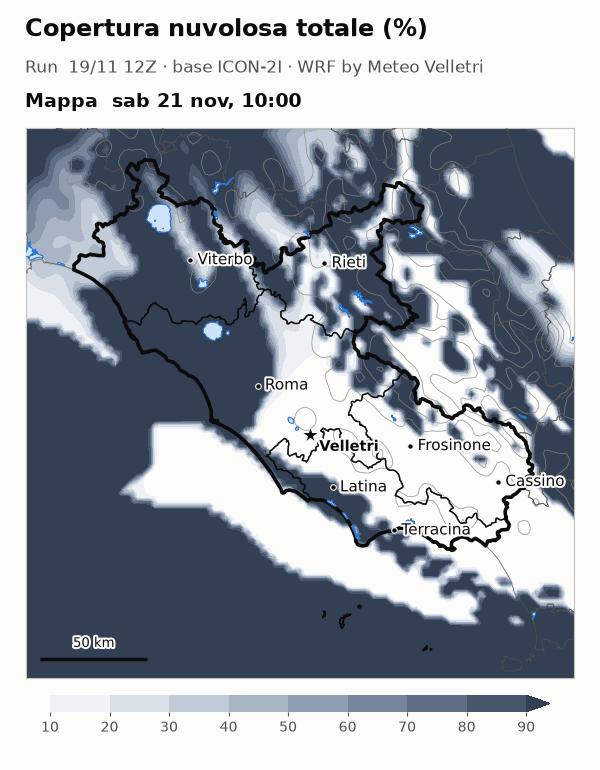 Copertura nuvolosa totale (%)
Run  19/11 12Z · base ICON-2I · WRF by Meteo Velletri
Mappa  sab 21 nov, 10:00
Viterbo
Rieti
Roma
Velletri
Frosinone
Latina
Cassino
Terracina
50 km
10 20 30 40 50 60 70 80 90